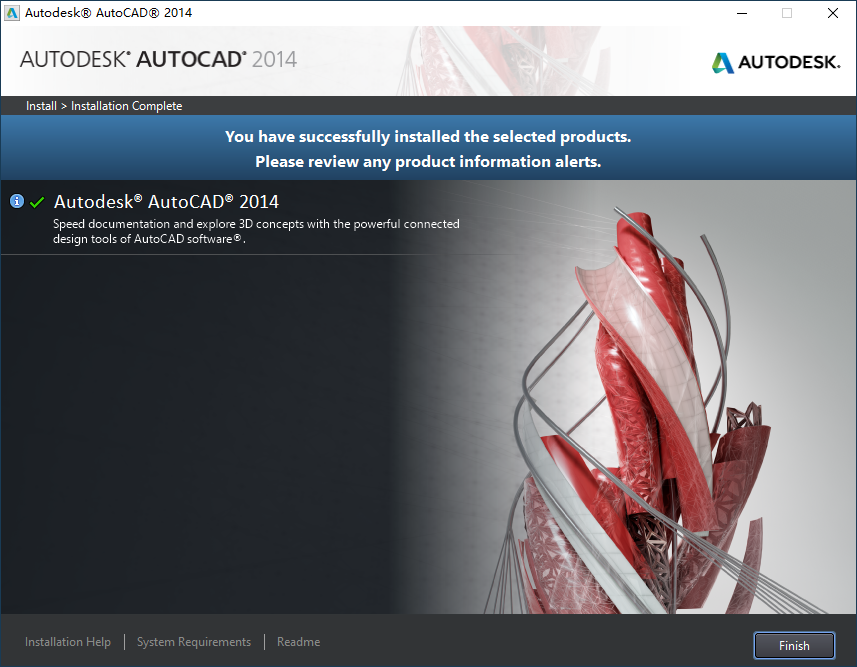 Autodesk® AutoCAD® 2014
AUTODESK® AUTOCAD® 2014
AUTODESK.
Install > Installation Complete
You have successfully installed the selected products.
Please review any product information alerts.
Autodesk® AutoCAD® 2014
Speed documentation and explore 3D concepts with the powerful connected
design tools of AutoCAD software®.
Installation Help | System Requirements | Readme
Finish